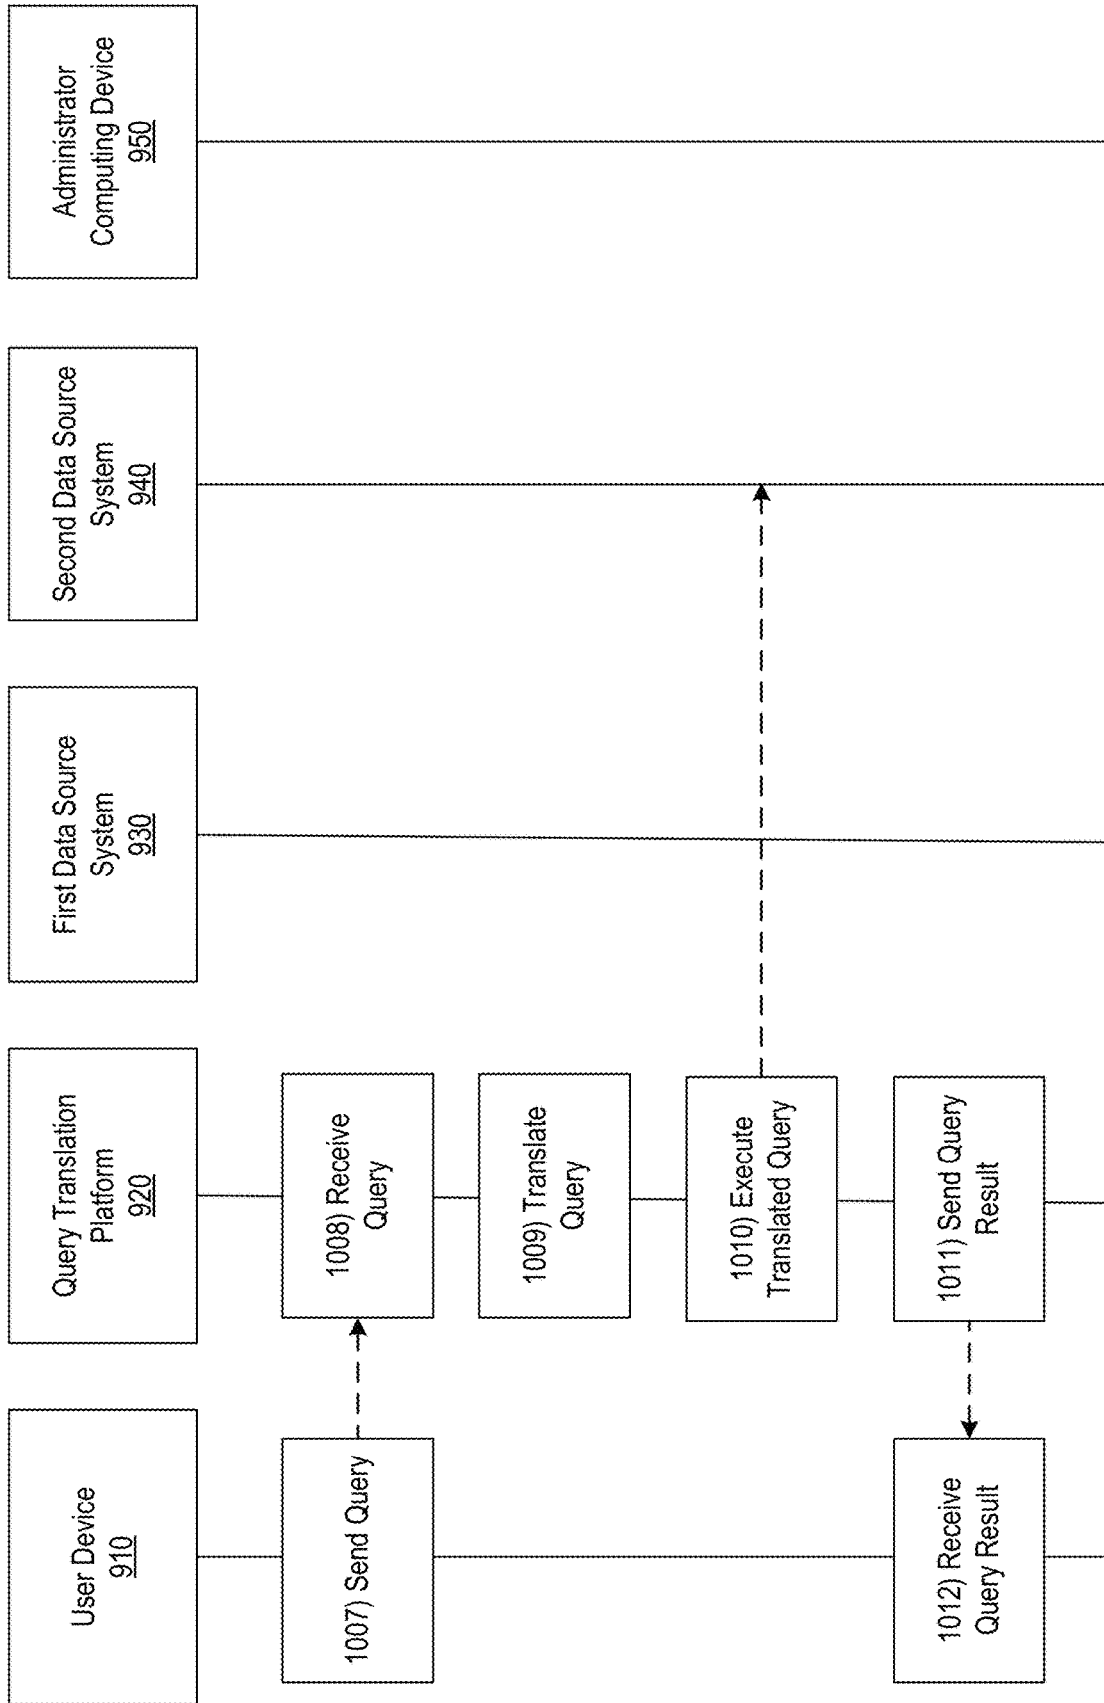 User Device
910
Query Translation
Platform
920
First Data Source
System
930
Second Data Source
System
940
Administrator
Computing Device
950
1007) Send Query
1008) Receive
Query
1009) Translate
Query
1010) Execute
Translated Query
1011) Send Query
Result
1012) Receive
Query Result